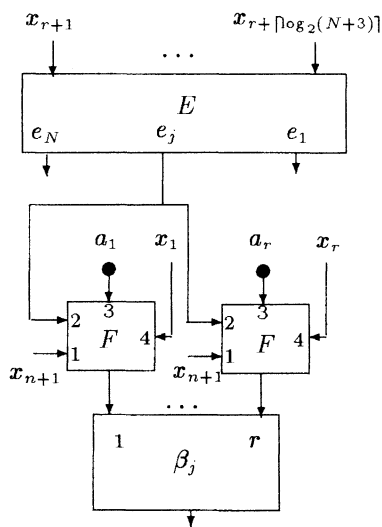 x_{r+1} ... x_{r+⌈log_2(N+3)⌉}
E
e_N e_j e_1
a_1 x_1 a_r x_r
2 3 4 2 3 4
1 F 1 F
x_{n+1} x_{n+1}
...
1 r
β_j